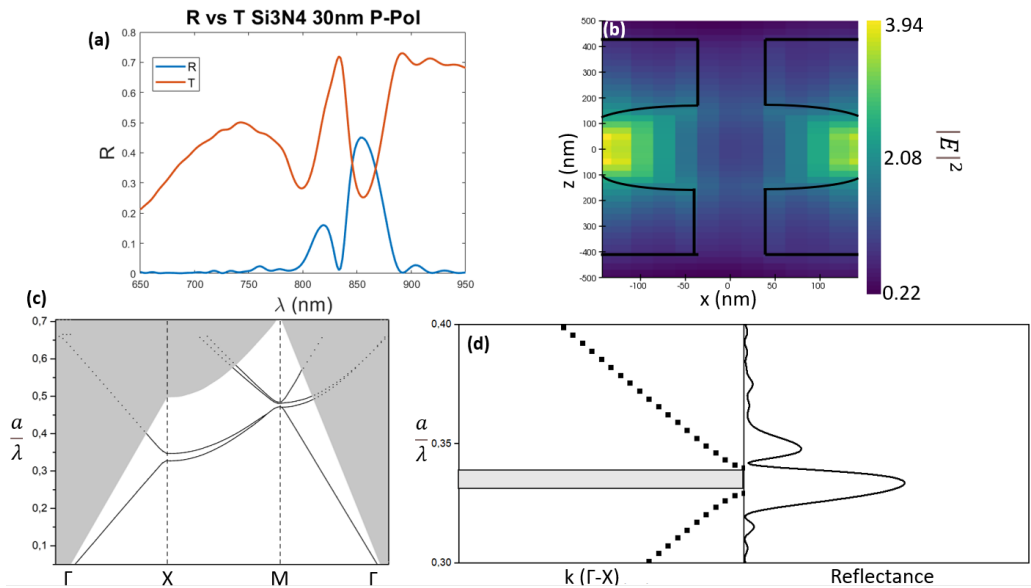 R vs T Si3N4 30nm P-Pol
(a)
0.8
0.7
0.6
0.5
0.4
0.3
0.2
0.1
0
R
R
T
650
700
750
800
850
900
950
λ (nm)
(b)
500
400
300
200
100
0
-100
-200
-300
-400
-500
z (nm)
-100
-50
0
50
100
x (nm)
3.94
2.08
0.22
|E|²
(c)
0,7
0,6
0,5
0,4
0,3
0,2
0,1
a
λ
Γ
X
M
Γ
(d)
0,40
0,35
0,30
a
λ
k (Γ-X)
Reflectance